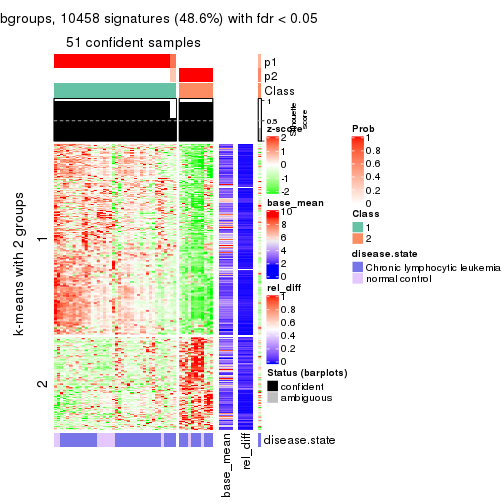 bgroups, 10458 signatures (48.6%) with fdr < 0.05
51 confident samples
p1
p2
Class
1
0.5
0
Silhouette
score
k-means with 2 groups
1
2
z-score
2
1
0
-1
-2
base_mean
10
8
6
4
2
0
rel_diff
1
0.8
0.6
0.4
0.2
0
Status (barplots)
confident
ambiguous
Prob
1
0.8
0.6
0.4
0.2
0
Class
1
2
disease.state
Chronic lymphocytic leukemia
normal control
disease.state
base_mean
rel_diff